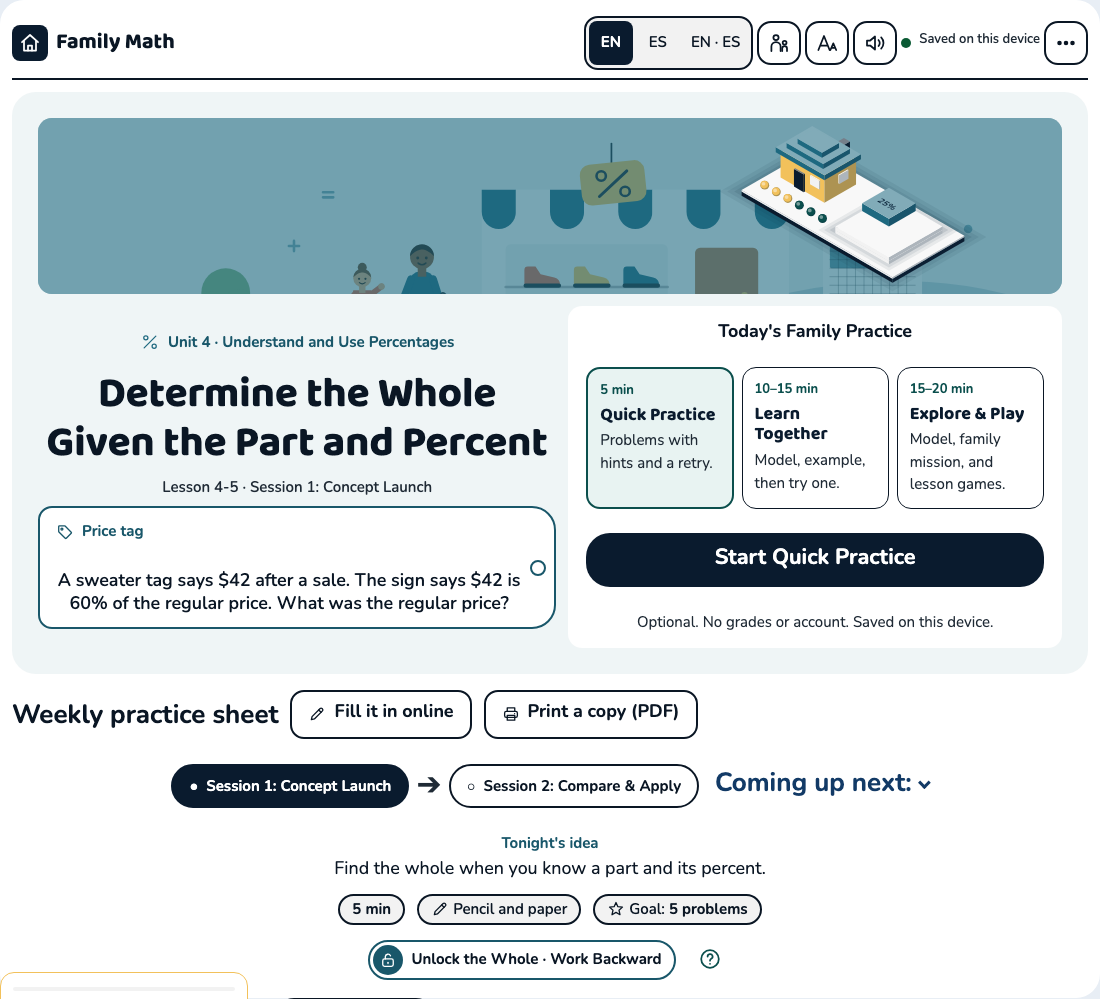 Family Math
EN ES EN · ES
Saved on this device
=
+
%
25%
Unit 4 · Understand and Use Percentages
Determine the Whole
Given the Part and Percent
Lesson 4-5 · Session 1: Concept Launch
Price tag
A sweater tag says $42 after a sale. The sign says $42 is
60% of the regular price. What was the regular price?
Today's Family Practice
5 min
Quick Practice
Problems with
hints and a retry.
10–15 min
Learn
Together
Model, example,
then try one.
15–20 min
Explore & Play
Model, family
mission, and
lesson games.
Start Quick Practice
Optional. No grades or account. Saved on this device.
Weekly practice sheet
Fill it in online
Print a copy (PDF)
Session 1: Concept Launch
Session 2: Compare & Apply
Coming up next:
Tonight's idea
Find the whole when you know a part and its percent.
5 min
Pencil and paper
Goal: 5 problems
Unlock the Whole · Work Backward